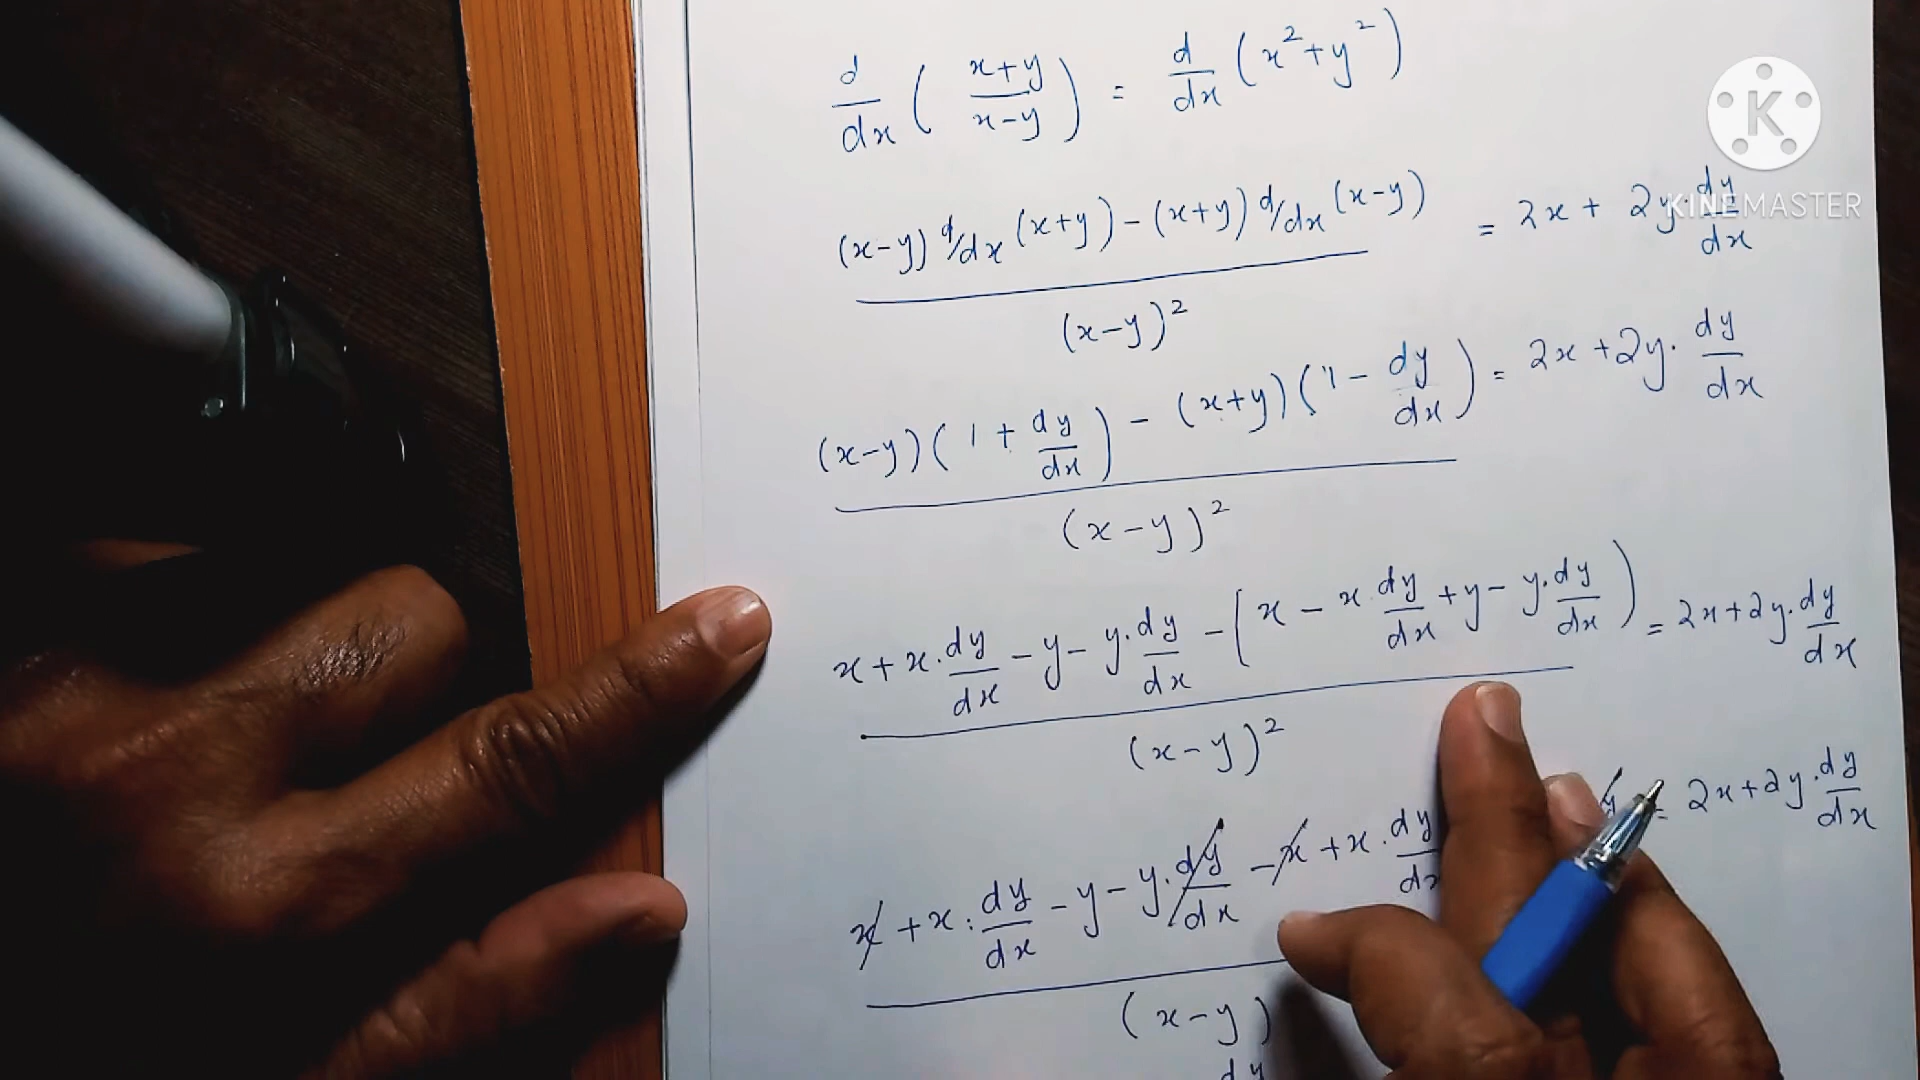 d/dx ( x+y / x-y ) = d/dx ( x² + y² )
K
KINEMASTER
(x-y) d/dx (x+y) - (x+y) d/dx (x-y) / (x-y)² = 2x + 2y. dy/dx
(x-y) ( 1 + dy/dx ) - (x+y) ( 1 - dy/dx ) / (x-y)² = 2x + 2y. dy/dx
x + x. dy/dx - y - y. dy/dx - ( x - x. dy/dx + y - y. dy/dx ) / (x-y)² = 2x + 2y. dy/dx
x + x. dy/dx - y - y. dy/dx - x + x. dy/dx = 2x + 2y. dy/dx
(x-y)
dy